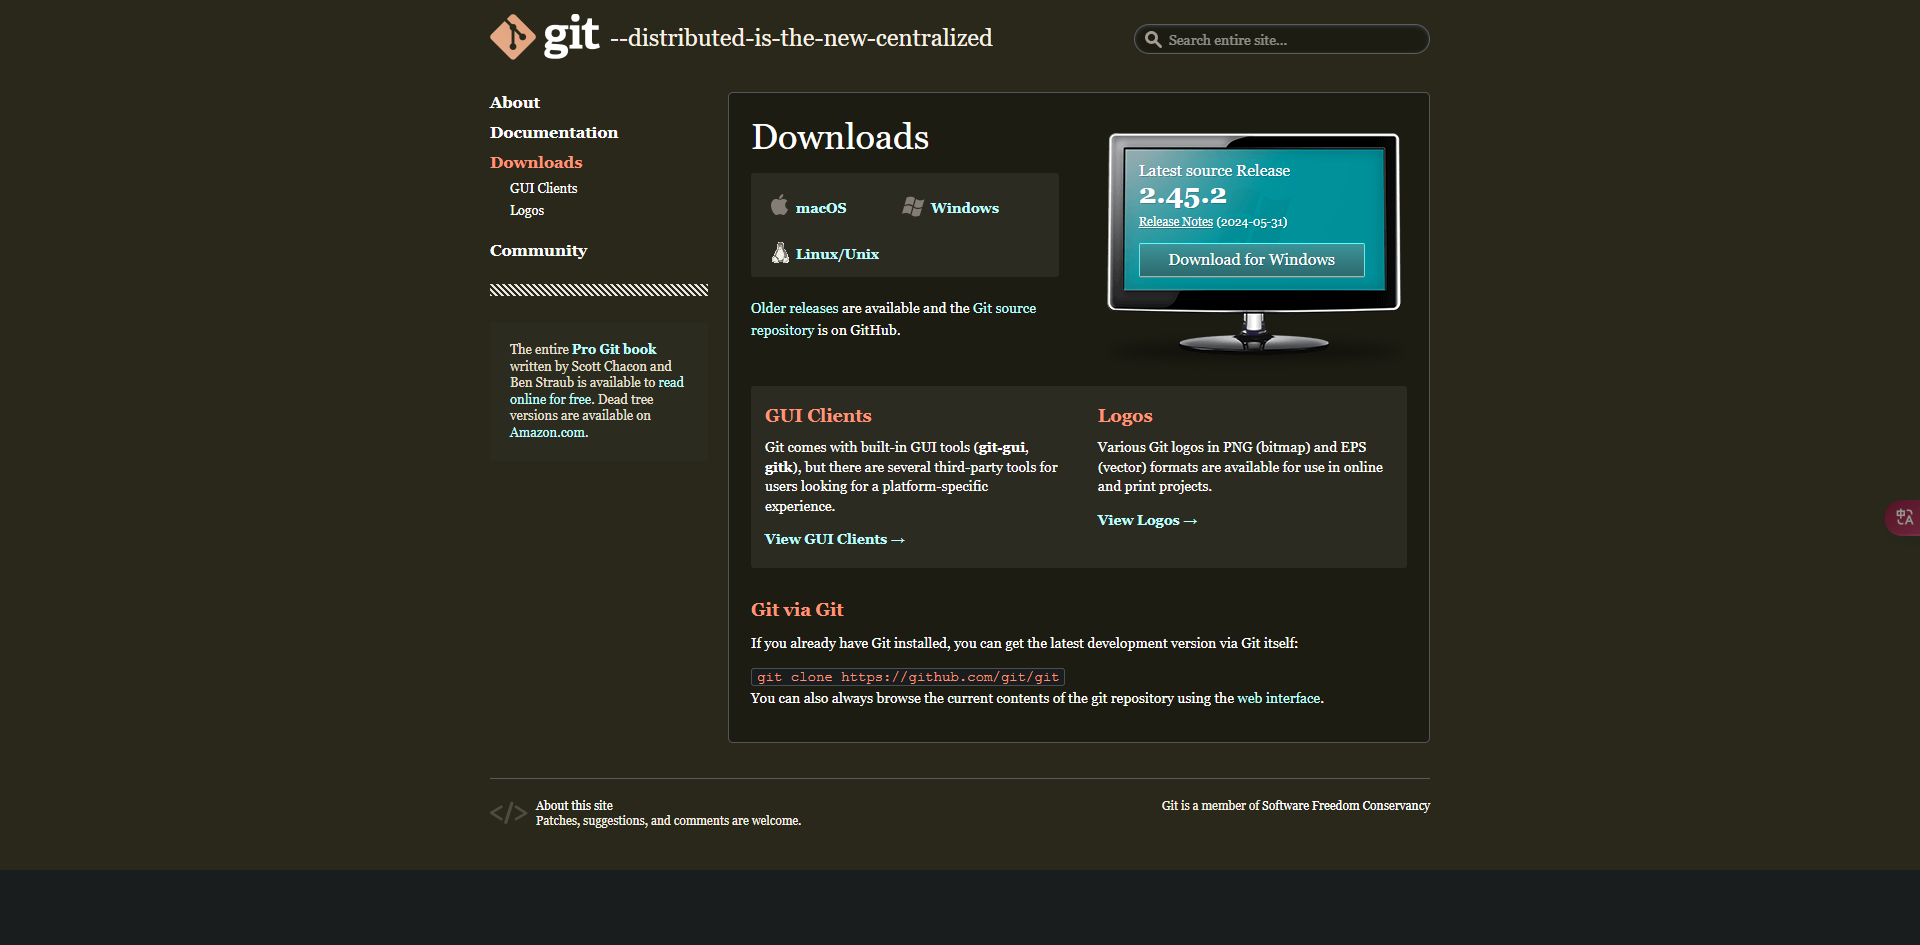 git --distributed-is-the-new-centralized
Search entire site...
About
Documentation
Downloads
GUI Clients
Logos
Community
The entire Pro Git book
written by Scott Chacon and
Ben Straub is available to read
online for free. Dead tree
versions are available on
Amazon.com.
Downloads
macOS
Windows
Linux/Unix
Older releases are available and the Git source
repository is on GitHub.
Latest source Release
2.45.2
Release Notes (2024-05-31)
Download for Windows
GUI Clients
Git comes with built-in GUI tools (git-gui,
gitk), but there are several third-party tools for
users looking for a platform-specific
experience.
View GUI Clients →
Logos
Various Git logos in PNG (bitmap) and EPS
(vector) formats are available for use in online
and print projects.
View Logos →
Git via Git
If you already have Git installed, you can get the latest development version via Git itself:
git clone https://github.com/git/git
You can also always browse the current contents of the git repository using the web interface.
</> About this site
Patches, suggestions, and comments are welcome.
Git is a member of Software Freedom Conservancy
中A